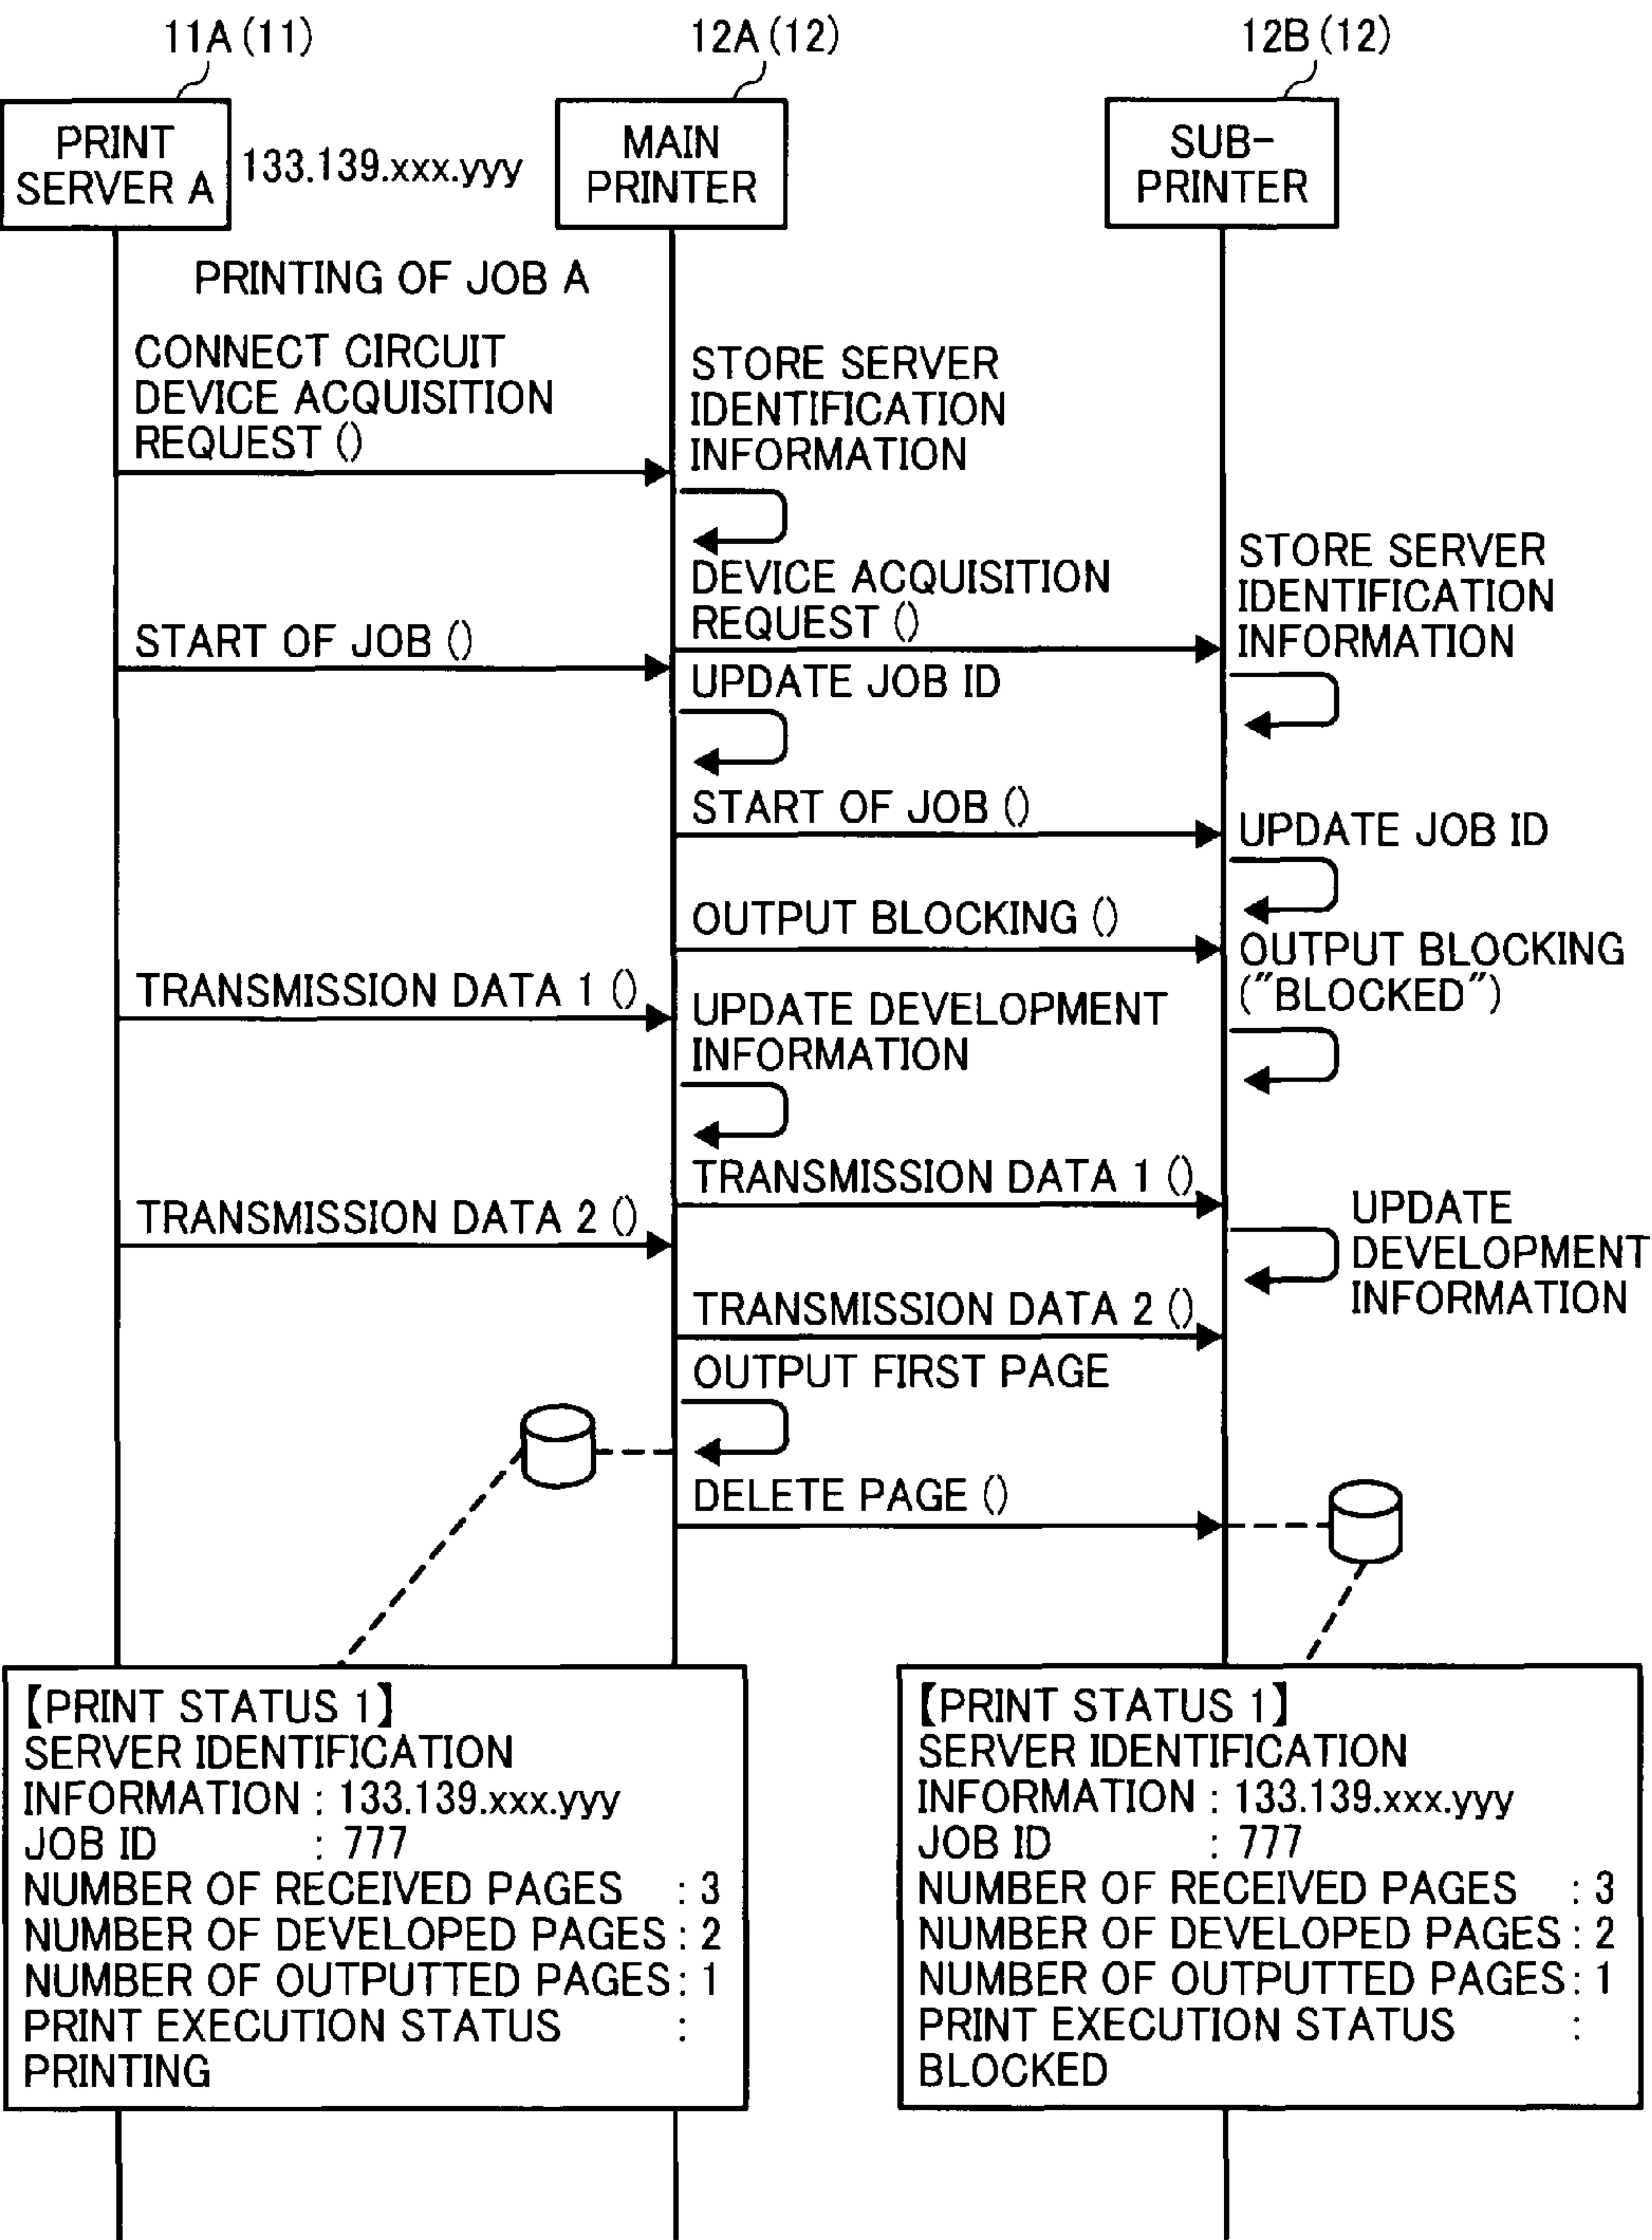 11A(11)
12A(12)
12B(12)
PRINT
SERVER A
133.139.xxx.yyy
MAIN
PRINTER
SUB-
PRINTER
PRINTING OF JOB A
CONNECT CIRCUIT
DEVICE ACQUISITION
REQUEST ()
STORE SERVER
IDENTIFICATION
INFORMATION
DEVICE ACQUISITION
REQUEST ()
STORE SERVER
IDENTIFICATION
INFORMATION
START OF JOB ()
UPDATE JOB ID
START OF JOB ()
UPDATE JOB ID
OUTPUT BLOCKING ()
OUTPUT BLOCKING
("BLOCKED")
TRANSMISSION DATA 1 ()
UPDATE DEVELOPMENT
INFORMATION
TRANSMISSION DATA 1 ()
TRANSMISSION DATA 2 ()
UPDATE
DEVELOPMENT
INFORMATION
TRANSMISSION DATA 2 ()
OUTPUT FIRST PAGE
DELETE PAGE ()
【PRINT STATUS 1】
SERVER IDENTIFICATION
INFORMATION : 133.139.xxx.yyy
JOB ID : 777
NUMBER OF RECEIVED PAGES : 3
NUMBER OF DEVELOPED PAGES : 2
NUMBER OF OUTPUTTED PAGES : 1
PRINT EXECUTION STATUS :
PRINTING
【PRINT STATUS 1】
SERVER IDENTIFICATION
INFORMATION : 133.139.xxx.yyy
JOB ID : 777
NUMBER OF RECEIVED PAGES : 3
NUMBER OF DEVELOPED PAGES : 2
NUMBER OF OUTPUTTED PAGES : 1
PRINT EXECUTION STATUS :
BLOCKED